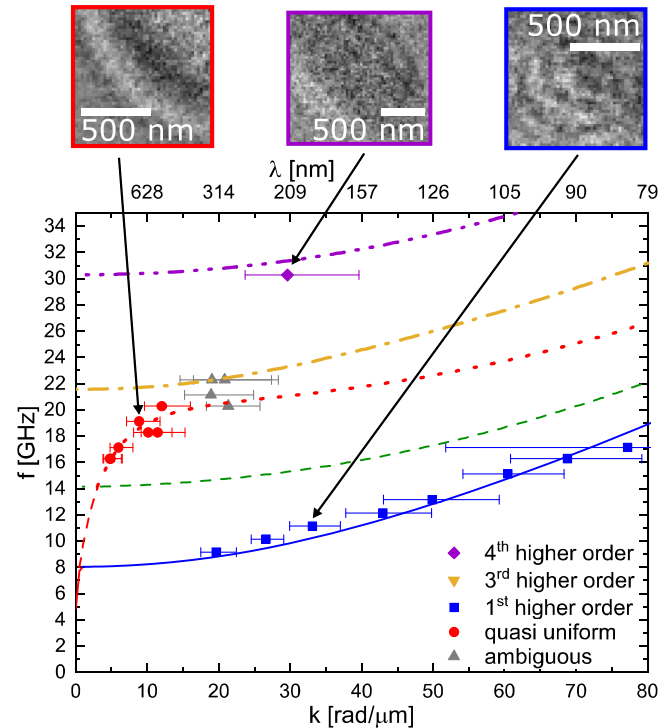 500 nm
500 nm
500 nm
λ [nm]
628 314 209 157 126 105 90 79
34
32
30
28
26
24
22
20
18
16
14
12
10
8
6
4
2
0
f [GHz]
4th higher order
3rd higher order
1st higher order
quasi uniform
ambiguous
0 10 20 30 40 50 60 70 80
k [rad/μm]